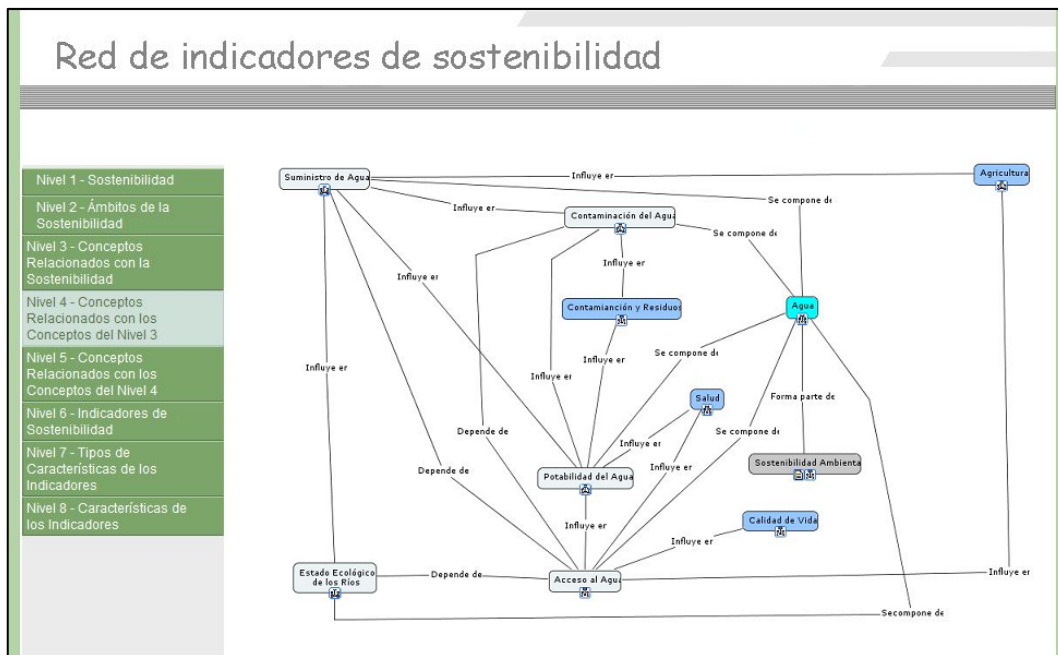 Red de indicadores de sostenibilidad
Nivel 1 - Sostenibilidad
Nivel 2 - Ámbitos de la
Sostenibilidad
Nivel 3 - Conceptos
Relacionados con la
Sostenibilidad
Nivel 4 - Conceptos
Relacionados con los
Conceptos del Nivel 3
Nivel 5 - Conceptos
Relacionados con los
Conceptos del Nivel 4
Nivel 6 - Indicadores de
Sostenibilidad
Nivel 7 - Tipos de
Características de los
Indicadores
Nivel 8 - Características de
los Indicadores
Suministro de Agua
Influye er
Agricultura
Se compone de
Influye er
Contaminación del Agua
Se compone de
Influye er
Influye er
Contamianción y Residuos
Agua
Se compone de
Influye er
Influye er
Influye er
Salud
Forma parte de
Depende de
Se compone de
Influye er
Sostenibilidad Ambienta
Depende de
Influye er
Potabilidad del Agua
Calidad de Vida
Influye er
Influye er
Estado Ecológico
de los Ríos
Depende de
Acceso al Agua
Influye er
Secompone de